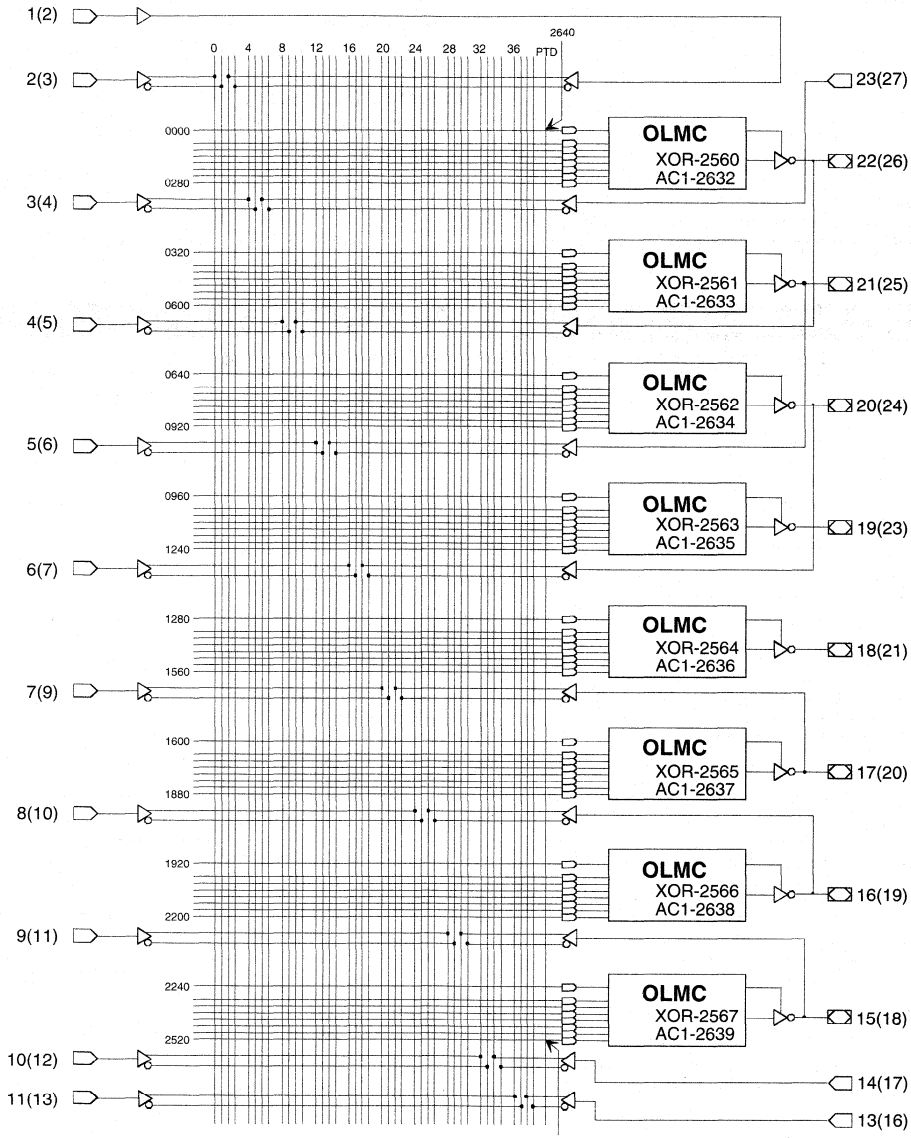 1(2)
2640
0 4 8 12 16 20 24 28 32 36 PTD
2(3)
23(27)
0000
OLMC
XOR-2560
AC1-2632
22(26)
0280
3(4)
0320
OLMC
XOR-2561
AC1-2633
21(25)
0600
4(5)
0640
OLMC
XOR-2562
AC1-2634
20(24)
0920
5(6)
0960
OLMC
XOR-2563
AC1-2635
19(23)
1240
6(7)
1280
OLMC
XOR-2564
AC1-2636
18(21)
1560
7(9)
1600
OLMC
XOR-2565
AC1-2637
17(20)
1880
8(10)
1920
OLMC
XOR-2566
AC1-2638
16(19)
2200
9(11)
2240
OLMC
XOR-2567
AC1-2639
15(18)
2520
10(12)
14(17)
11(13)
13(16)